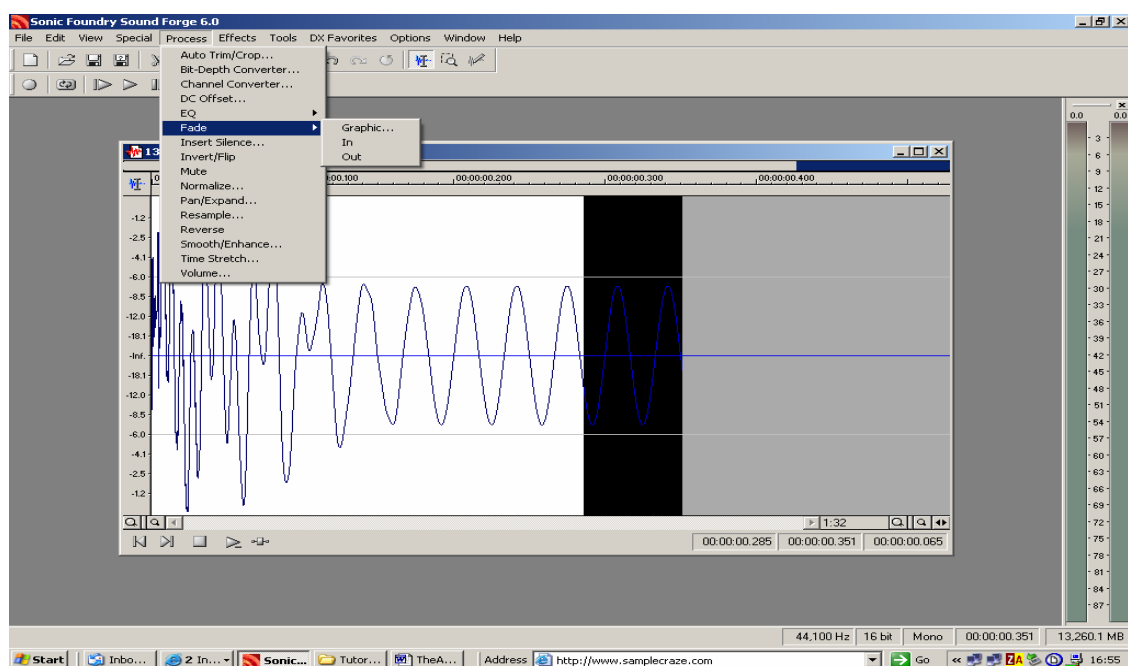 Sonic Foundry Sound Forge 6.0
File Edit View Special Process Effects Tools DX Favorites Options Window Help
Auto Trim/Crop...
Bit-Depth Converter...
Channel Converter...
DC Offset...
EQ
Fade
Insert Silence...
Invert/Flip
Mute
Normalize...
Pan/Expand...
Resample...
Reverse
Smooth/Enhance...
Time Stretch...
Volume...
Graphic...
In
Out
13
00:00:00.200 00:00:00.300 00:00:00.400
-1.2
-2.5
-4.1
-6.0
-8.5
-12.0
-18.1
-Inf.
-18.1
-12.0
-8.5
-6.0
-4.1
-2.5
-1.2
1:32
00:00:00.285 00:00:00.351 00:00:00.065
0.0 0.0
- 3 -
- 6 -
- 9 -
- 12 -
- 15 -
- 18 -
- 21 -
- 24 -
- 27 -
- 30 -
- 33 -
- 36 -
- 39 -
- 42 -
- 45 -
- 48 -
- 51 -
- 54 -
- 57 -
- 60 -
- 63 -
- 66 -
- 69 -
- 72 -
- 75 -
- 78 -
- 81 -
- 84 -
- 87 -
44,100 Hz 16 bit Mono 00:00:00.351 13,260.1 MB
Start Inbo... 2 In... Sonic... Tutor... TheA... Address http://www.samplecraze.com Go « ZA 16:55